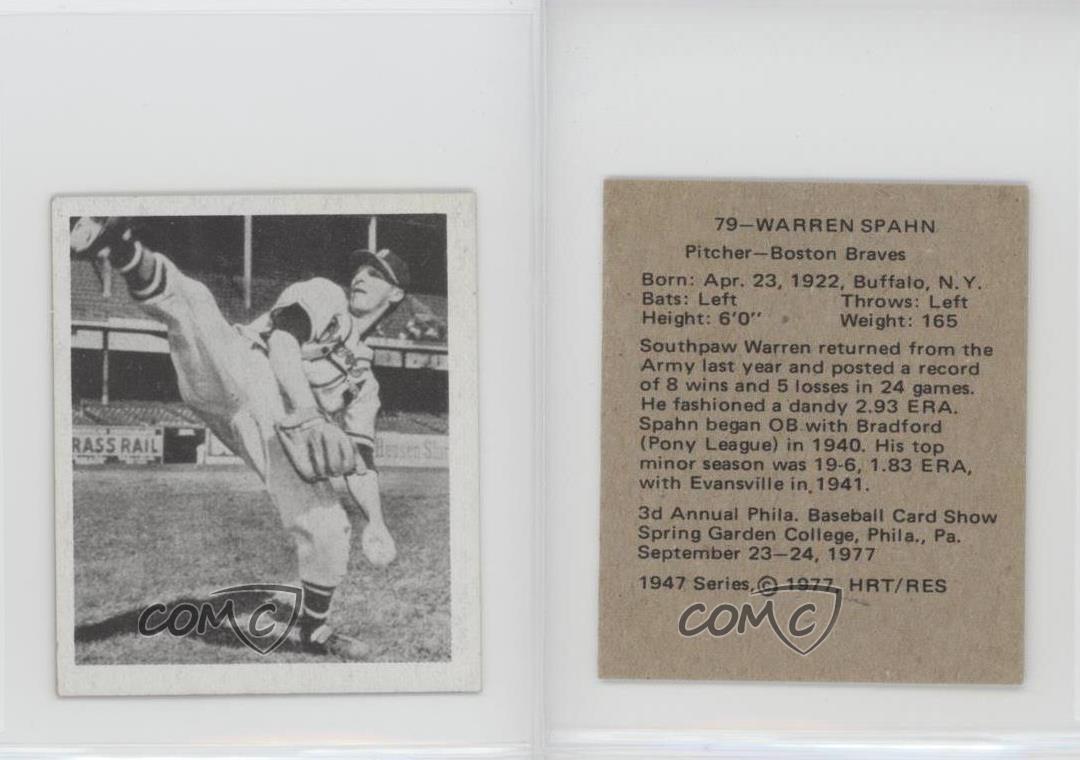 RASS RAIL
COMC
79—WARREN SPAHN
Pitcher—Boston Braves
Born: Apr. 23, 1922, Buffalo, N.Y.
Bats: Left Throws: Left
Height: 6'0" Weight: 165
Southpaw Warren returned from the
Army last year and posted a record
of 8 wins and 5 losses in 24 games.
He fashioned a dandy 2.93 ERA.
Spahn began OB with Bradford
(Pony League) in 1940. His top
minor season was 19-6, 1.83 ERA,
with Evansville in 1941.
3d Annual Phila. Baseball Card Show
Spring Garden College, Phila., Pa.
September 23—24, 1977
1947 Series, © 1977, HRT/RES
COMC